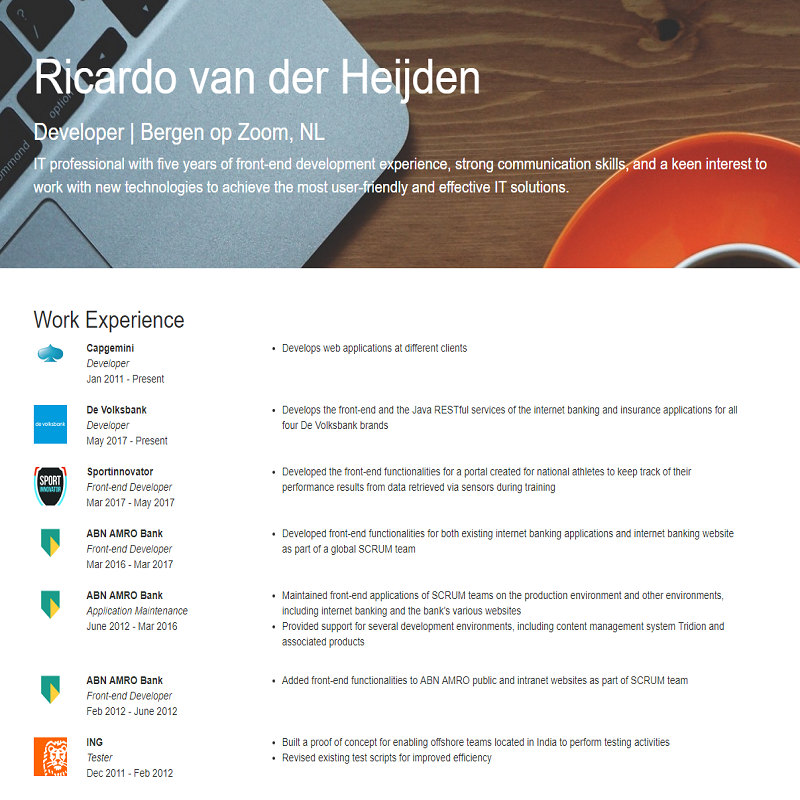 ?
/
option
command
Ricardo van der Heijden
Developer | Bergen op Zoom, NL
IT professional with five years of front-end development experience, strong communication skills, and a keen interest to
work with new technologies to achieve the most user-friendly and effective IT solutions.
Work Experience
Capgemini
Developer
Jan 2011 - Present
• Develops web applications at different clients
de volksbank
De Volksbank
Developer
May 2017 - Present
• Develops the front-end and the Java RESTful services of the internet banking and insurance applications for all
four De Volksbank brands
SPORT
INNOVATOR
Sportinnovator
Front-end Developer
Mar 2017 - May 2017
• Developed the front-end functionalities for a portal created for national athletes to keep track of their
performance results from data retrieved via sensors during training
ABN AMRO Bank
Front-end Developer
Mar 2016 - Mar 2017
• Developed front-end functionalities for both existing internet banking applications and internet banking website
as part of a global SCRUM team
ABN AMRO Bank
Application Maintenance
June 2012 - Mar 2016
• Maintained front-end applications of SCRUM teams on the production environment and other environments,
including internet banking and the bank's various websites
• Provided support for several development environments, including content management system Tridion and
associated products
ABN AMRO Bank
Front-end Developer
Feb 2012 - June 2012
• Added front-end functionalities to ABN AMRO public and intranet websites as part of SCRUM team
ING
Tester
Dec 2011 - Feb 2012
• Built a proof of concept for enabling offshore teams located in India to perform testing activities
• Revised existing test scripts for improved efficiency